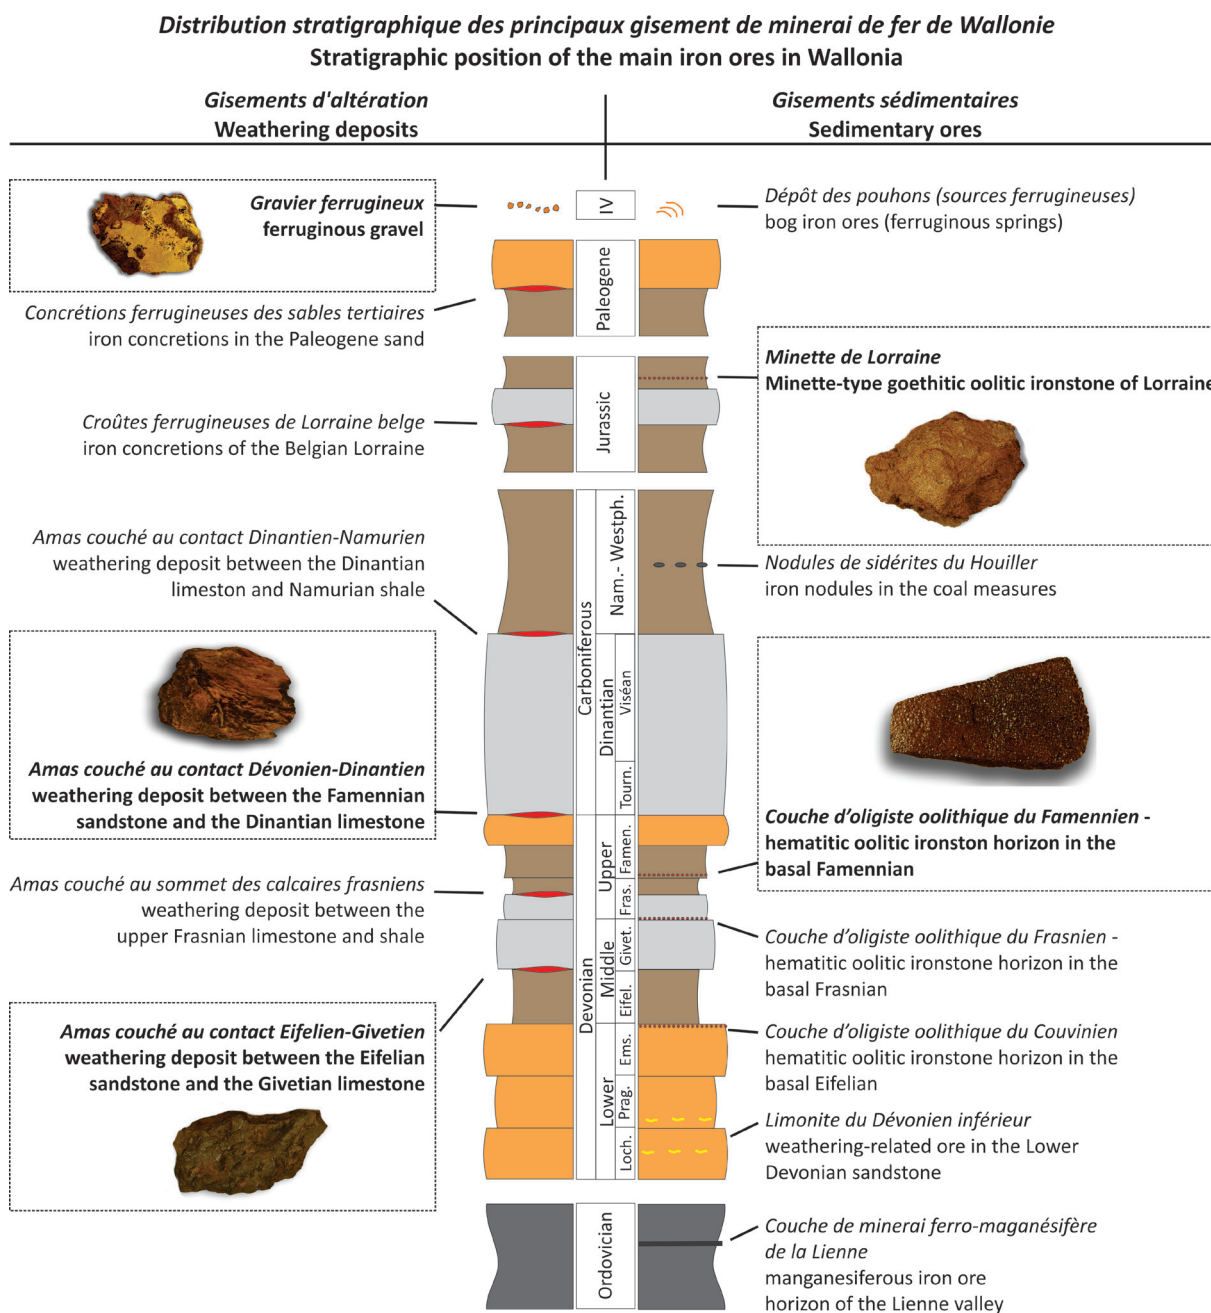 Distribution stratigraphique des principaux gisement de minerai de fer de Wallonie
Stratigraphic position of the main iron ores in Wallonia
Gisements d'altération
Weathering deposits
Gisements sédimentaires
Sedimentary ores
Gravier ferrugineux
ferruginous gravel
Concrétions ferrugineuses des sables tertiaires
iron concretions in the Paleogene sand
Croûtes ferrugineuses de Lorraine belge
iron concretions of the Belgian Lorraine
Amas couché au contact Dinantien-Namurien
weathering deposit between the Dinantian
limeston and Namurian shale
Amas couché au contact Dévonien-Dinantien
weathering deposit between the Famennian
sandstone and the Dinantian limestone
Amas couché au sommet des calcaires frasniens
weathering deposit between the
upper Frasnian limestone and shale
Amas couché au contact Eifelien-Givetien
weathering deposit between the Eifelian
sandstone and the Givetian limestone
IV
Paleogene
Jurassic
Carboniferous
Nam.- Westph.
Dinantian
Viséan
Tourn.
Devonian
Upper
Famen.
Fras.
Middle
Givet.
Eifel.
Lower
Ems.
Prag.
Loch.
Ordovician
Dépôt des pouhons (sources ferrugineuses)
bog iron ores (ferruginous springs)
Minette de Lorraine
Minette-type goethitic oolitic ironstone of Lorraine
Nodules de sidérites du Houiller
iron nodules in the coal measures
Couche d’oligiste oolithique du Famennien -
hematitic oolitic ironston horizon in the
basal Famennian
Couche d’oligiste oolithique du Frasnien -
hematitic oolitic ironstone horizon in the
basal Frasnian
Couche d’oligiste oolithique du Couvinien
hematitic oolitic ironstone horizon in the
basal Eifelian
Limonite du Dévonien inférieur
weathering-related ore in the Lower
Devonian sandstone
Couche de minerai ferro-maganésifère
de la Lienne
manganesiferous iron ore
horizon of the Lienne valley